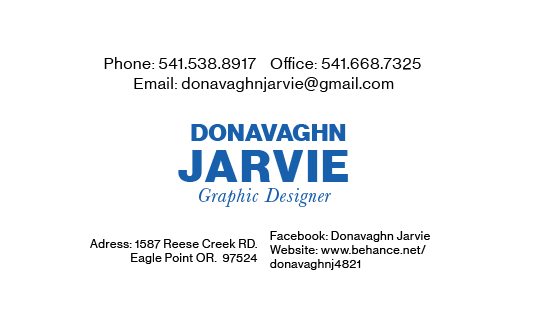 Phone: 541.538.8917 Office: 541.668.7325
Email: donavaghnjarvie@gmail.com
DONAVAGHN
JARVIE
Graphic Designer
Adress: 1587 Reese Creek RD.
Eagle Point OR. 97524
Facebook: Donavaghn Jarvie
Website: www.behance.net/
donavaghnj4821